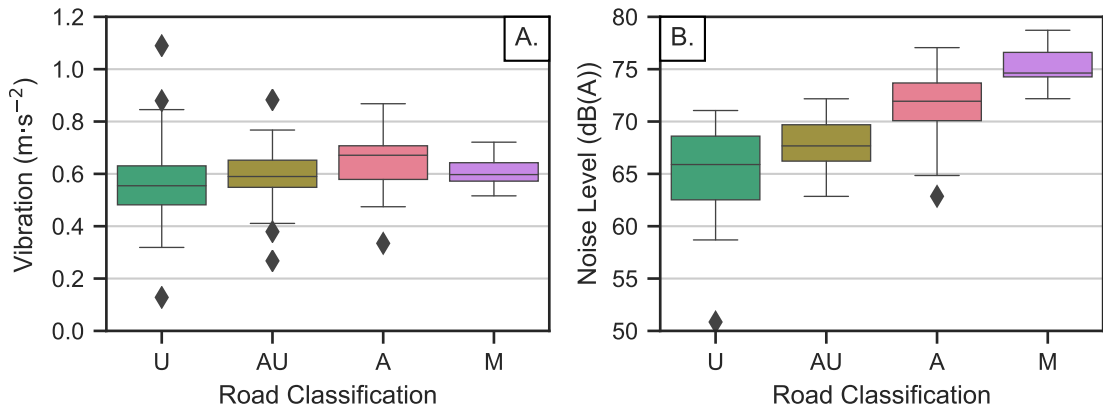 1.2
1.0
0.8
0.6
0.4
0.2
0.0
Vibration (m·s⁻²)
A.
U AU A M
Road Classification
80
75
70
65
60
55
50
Noise Level (dB(A))
B.
U AU A M
Road Classification